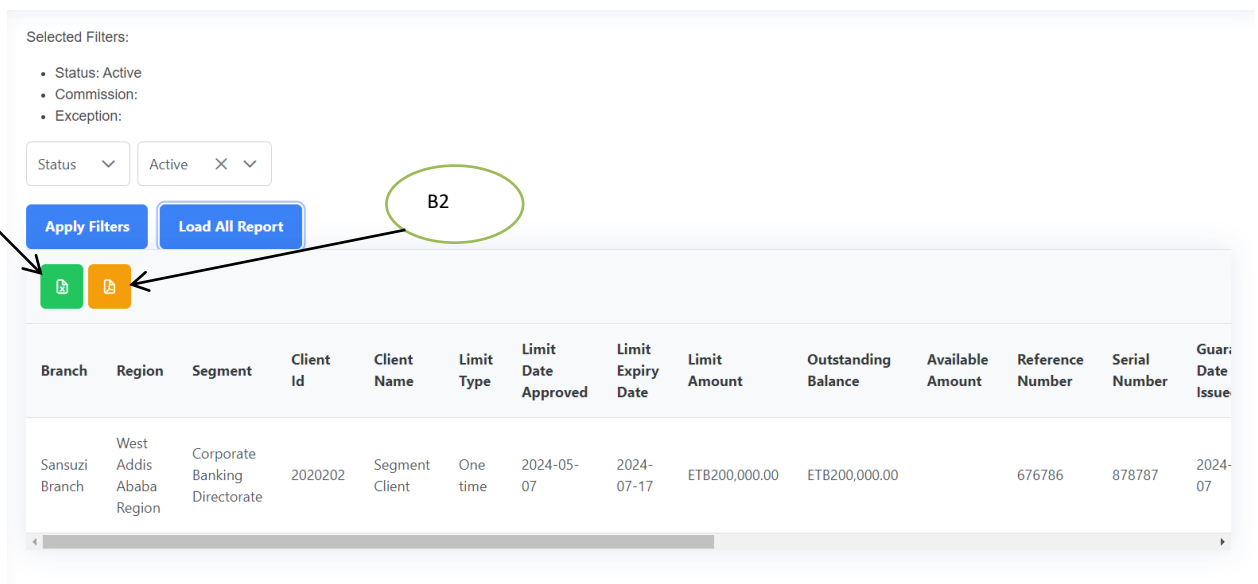 Selected Filters:
Status: Active
Commission:
Exception:
Status Active
B2
Apply Filters Load All Report
Branch Region Segment Client Id Client Name Limit Type Limit Date Approved Limit Expiry Date Limit Amount Outstanding Balance Available Amount Reference Number Serial Number Date
Sansuzi Branch West Addis Ababa Region Corporate Banking Directorate 2020202 Segment Client One time 2024-05-07 2024-07-17 ETB200,000.00 ETB200,000.00 676786 878787 2024- 07